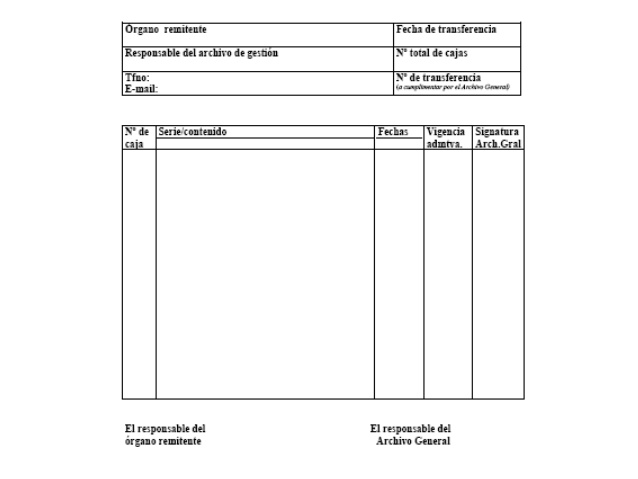 Órgano remitente
Fecha de transferencia
Responsable del archivo de gestión
Nº total de cajas
Tfno:
E-mail:
Nº de transferencia
(a cumplimentar por el Archivo General)
Nº de caja
Serie/contenido
Fechas
Vigencia admtva.
Signatura Arch.Gral
El responsable del
órgano remitente
El responsable del
Archivo General